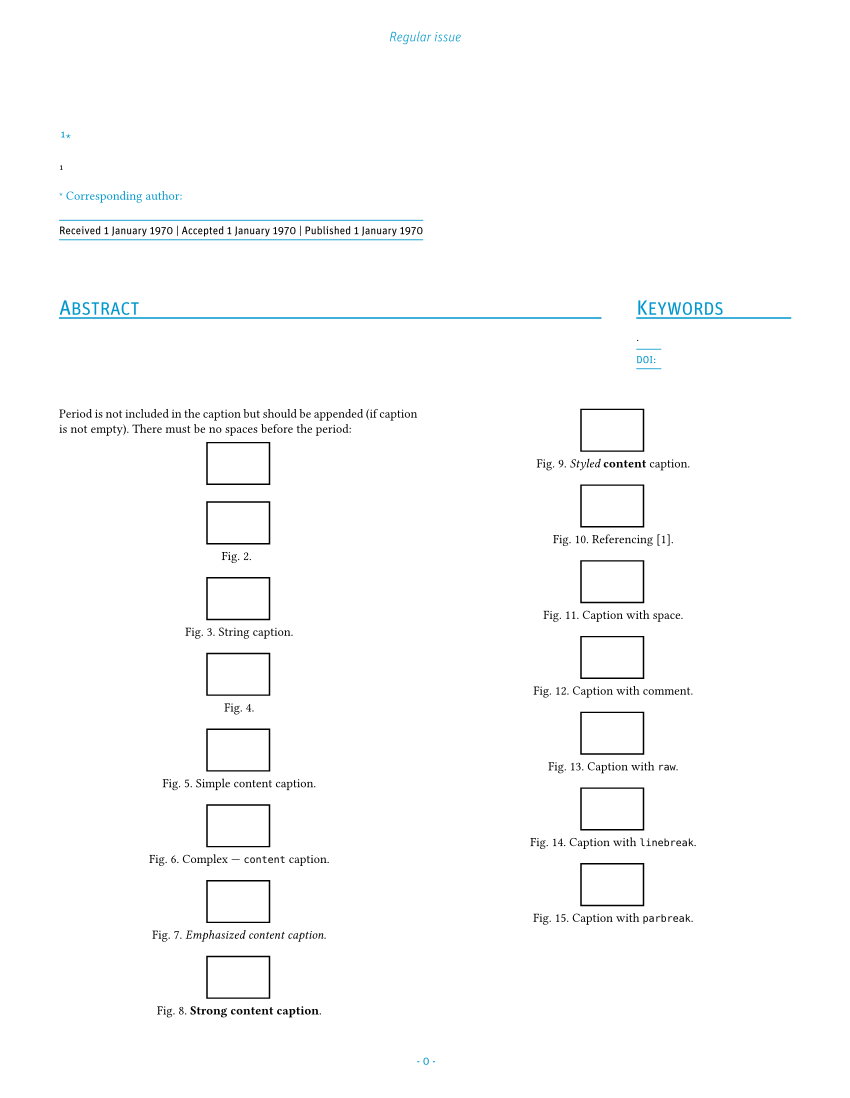 Regular issue
1*
1
* Corresponding author:
Received 1 January 1970 | Accepted 1 January 1970 | Published 1 January 1970
ABSTRACT
KEYWORDS
.
DOI:
Period is not included in the caption but should be appended (if caption
is not empty). There must be no spaces before the period:
Fig. 2.
Fig. 3. String caption.
Fig. 4.
Fig. 5. Simple content caption.
Fig. 6. Complex — content caption.
Fig. 7. Emphasized content caption.
Fig. 8. Strong content caption.
Fig. 9. Styled content caption.
Fig. 10. Referencing [1].
Fig. 11. Caption with space.
Fig. 12. Caption with comment.
Fig. 13. Caption with raw.
Fig. 14. Caption with linebreak.
Fig. 15. Caption with parbreak.
- 0 -